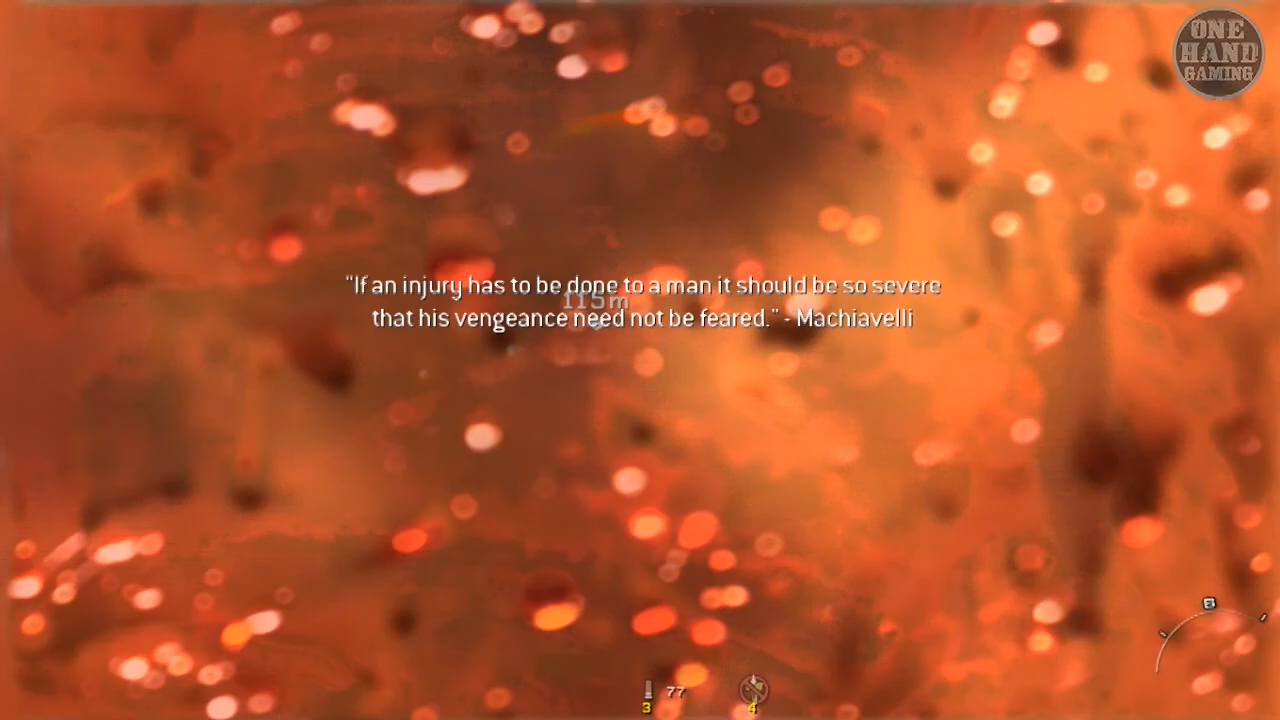 ONE
HAND
GAMING
"If an injury has to be done to a man it should be so severe
115m
that his vengeance need not be feared." - Machiavelli
E
77
3
4